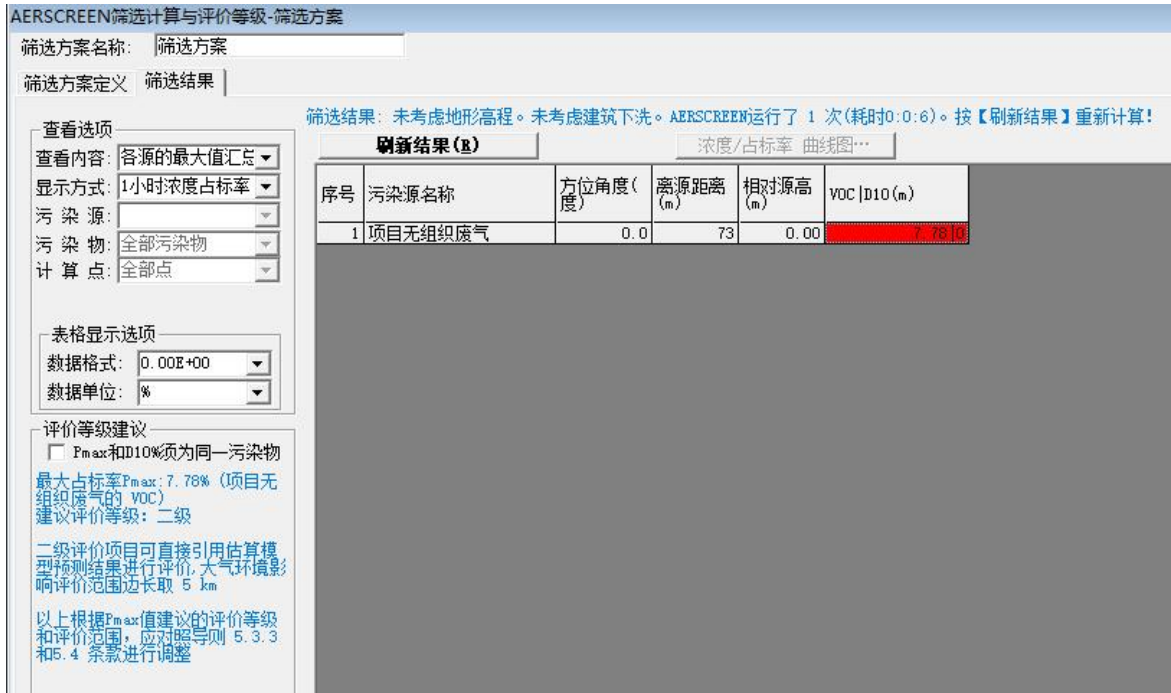 AERSCREEN筛选计算与评价等级-筛选方案
筛选方案名称: 筛选方案
筛选方案定义 筛选结果
筛选结果: 未考虑地形高程。未考虑建筑下洗。AERSCREEN运行了 1 次(耗时0:0:6)。按【刷新结果】重新计算!
刷新结果(R) 浓度/占标率 曲线图…
查看选项
查看内容: 各源的最大值汇总
显示方式: 1小时浓度占标率
污 染 源:
污 染 物: 全部污染物
计 算 点: 全部点
序号 污染源名称 方位角度(度) 离源距离(m) 相对源高(m) VOC|D10(m)
1 项目无组织废气 0.0 73 0.00 7.78|0
表格显示选项
数据格式: 0.00E+00
数据单位: %
评价等级建议
Pmax和D10%须为同一污染物
最大占标率Pmax:7.78% (项目无
组织废气的 VOC)
建议评价等级: 二级
二级评价项目可直接引用估算模
型预测结果进行评价,大气环境影
响评价范围边长取 5 km
以上根据Pmax值建议的评价等级
和评价范围,应对照导则 5.3.3
和5.4 条款进行调整